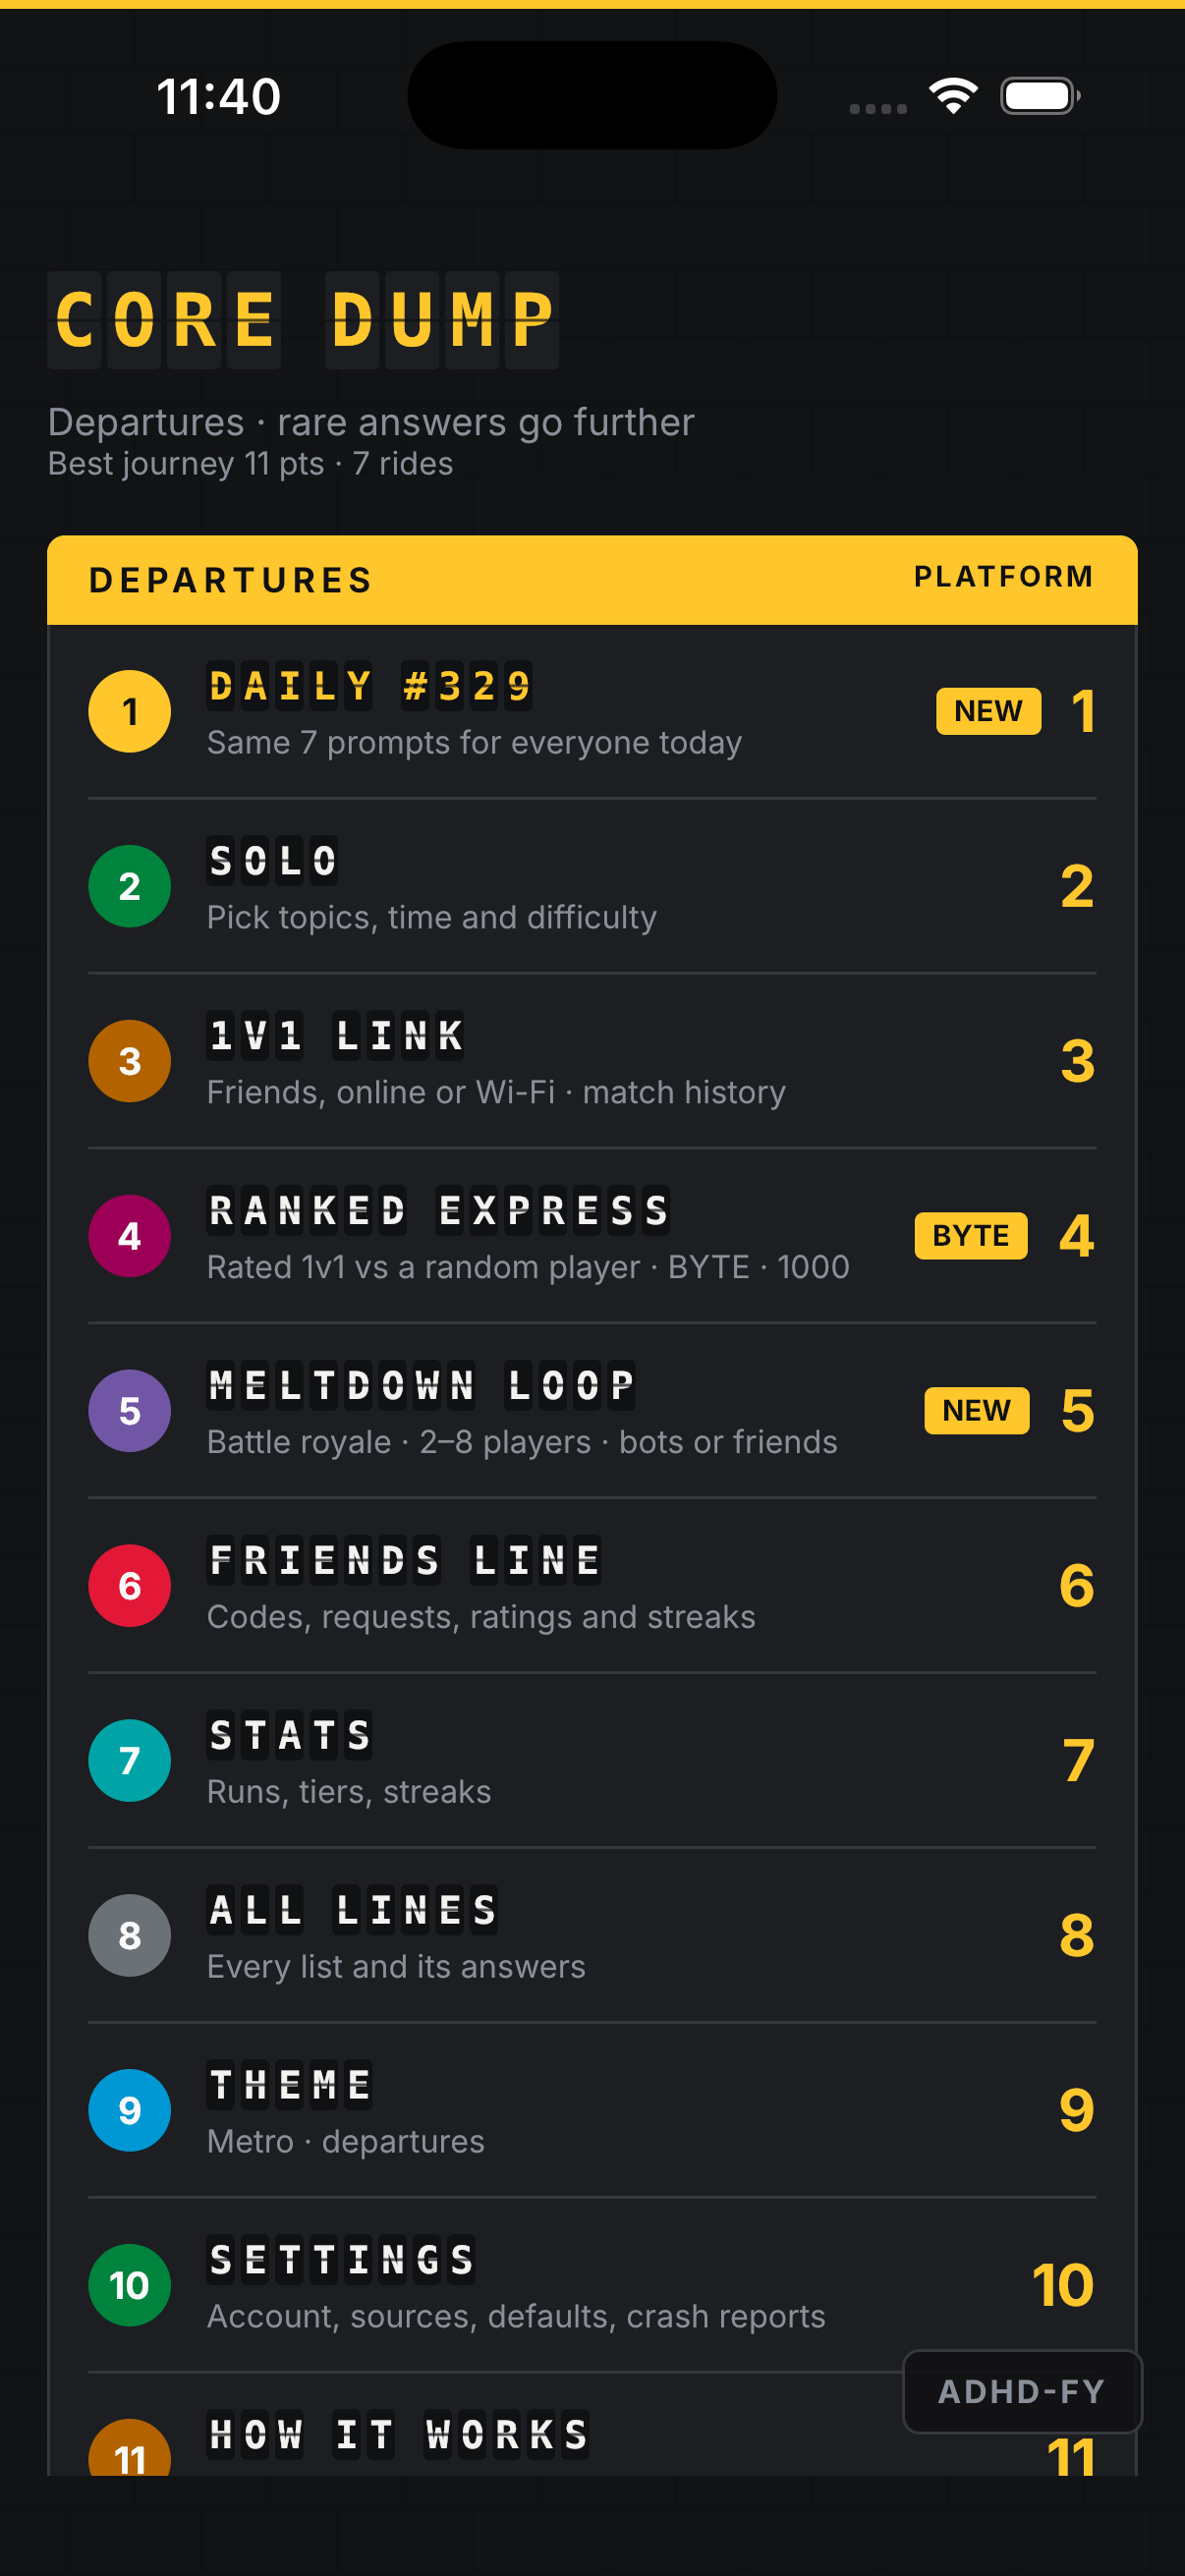 11:40
CORE DUMP
Departures · rare answers go further
Best journey 11 pts · 7 rides
DEPARTURES PLATFORM
1 DAILY #329 NEW 1
Same 7 prompts for everyone today
2 SOLO 2
Pick topics, time and difficulty
3 1V1 LINK 3
Friends, online or Wi-Fi · match history
4 RANKED EXPRESS BYTE 4
Rated 1v1 vs a random player · BYTE · 1000
5 MELTDOWN LOOP NEW 5
Battle royale · 2–8 players · bots or friends
6 FRIENDS LINE 6
Codes, requests, ratings and streaks
7 STATS 7
Runs, tiers, streaks
8 ALL LINES 8
Every list and its answers
9 THEME 9
Metro · departures
10 SETTINGS 10
Account, sources, defaults, crash reports
ADHD-FY
11 HOW IT WORKS 11